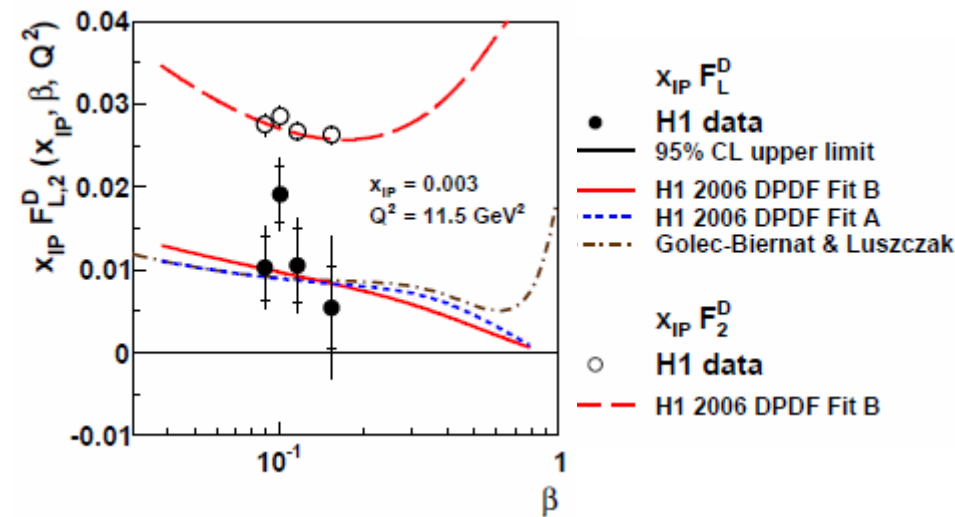 x_IP F^D_L,2 (x_IP, β, Q²)
0.04
0.03
0.02
0.01
0
-0.01
x_IP = 0.003
Q² = 11.5 GeV²
10⁻¹
1
β
x_IP F^D_L
H1 data
95% CL upper limit
H1 2006 DPDF Fit B
H1 2006 DPDF Fit A
Golec-Biernat & Luszczak
x_IP F^D_2
H1 data
H1 2006 DPDF Fit B